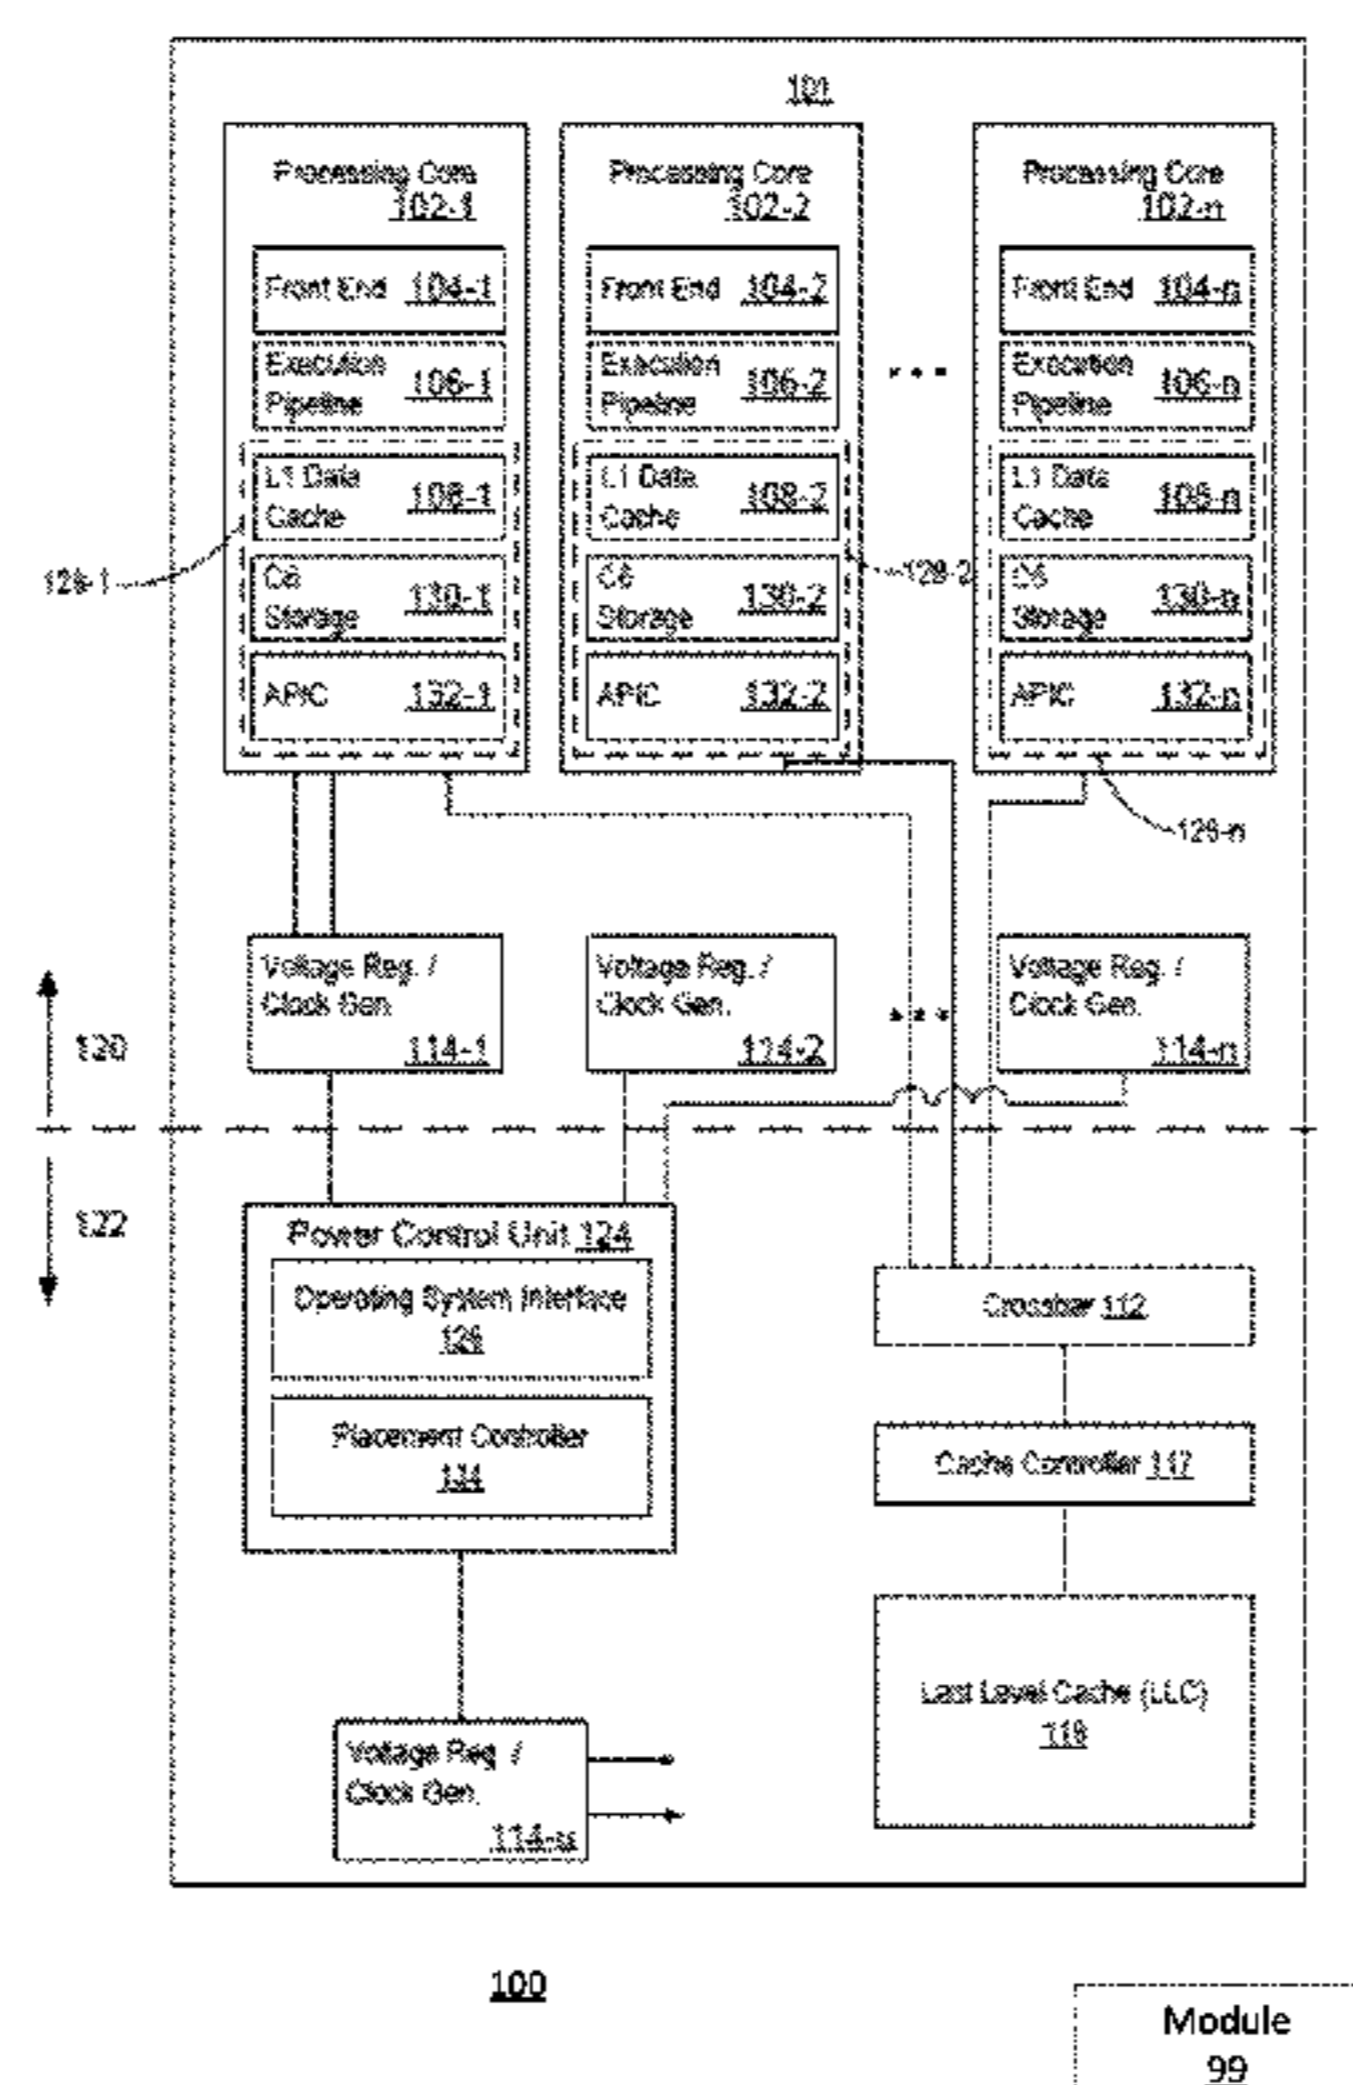 101
Processing Core
102-1
Front End 104-1
Execution
Pipeline 106-1
L1 Data
Cache 108-1
C6
Storage 130-1
APIC 132-1
Processing Core
102-2
Front End 104-2
Execution
Pipeline 106-2
L1 Data
Cache 108-2
C6
Storage 130-2
APIC 132-2
Processing Core
102-n
Front End 104-n
Execution
Pipeline 106-n
L1 Data
Cache 108-n
C6
Storage 130-n
APIC 132-n
128-1
128-2
128-n
Voltage Reg. /
Clock Gen.
114-1
Voltage Reg. /
Clock Gen.
114-2
Voltage Reg. /
Clock Gen.
114-n
120
122
Power Control Unit 124
Operating System Interface
126
Placement Controller
134
Crossbar 112
Cache Controller 117
Last Level Cache (LLC)
118
Voltage Reg /
Clock Gen.
100
Module
99